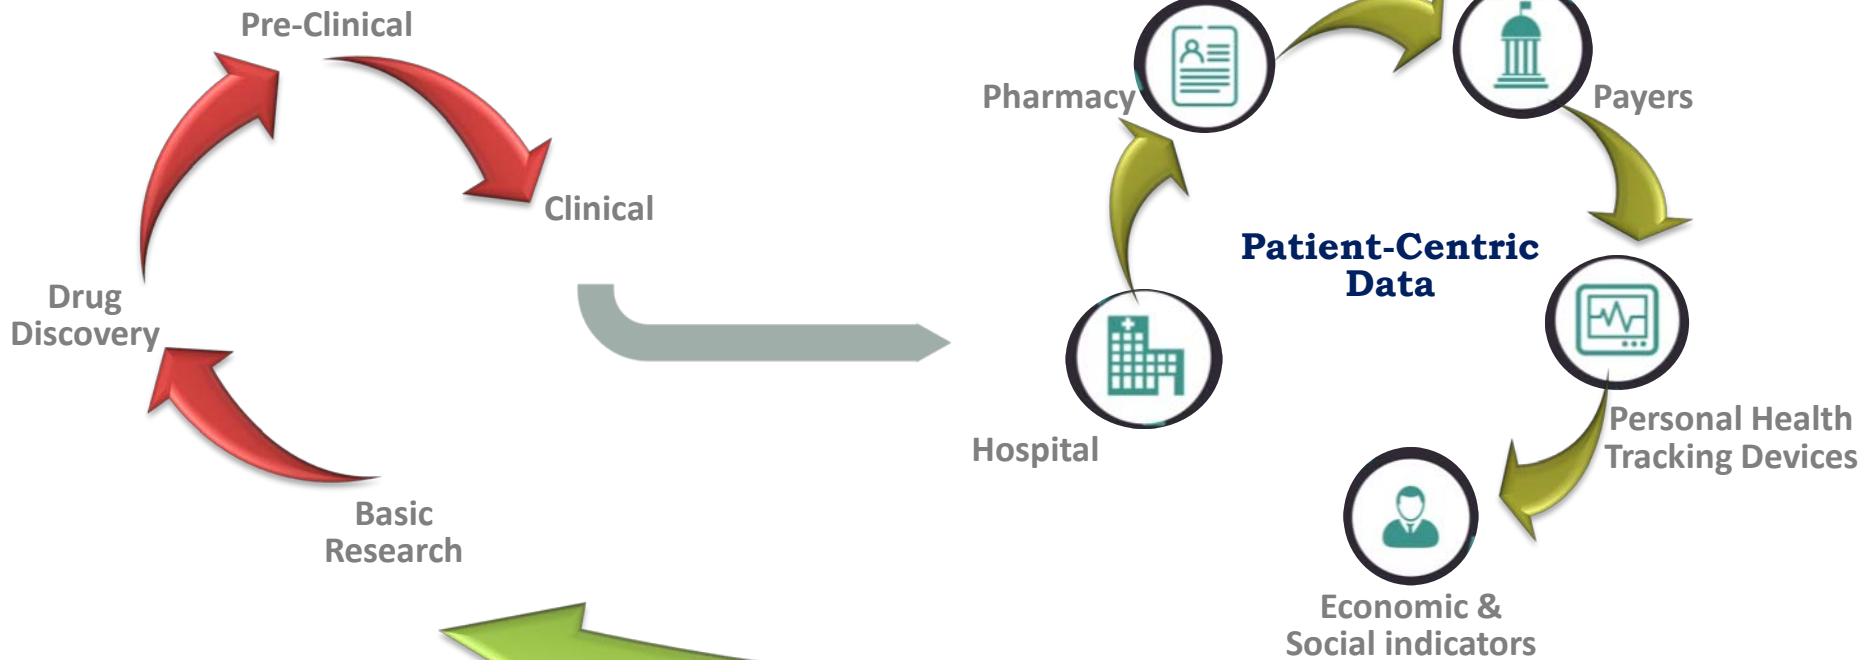 Pre-Clinical
Clinical
Drug
Discovery
Basic
Research
Pharmacy
Payers
Patient-Centric
Data
Hospital
Personal Health
Tracking Devices
Economic &
Social indicators